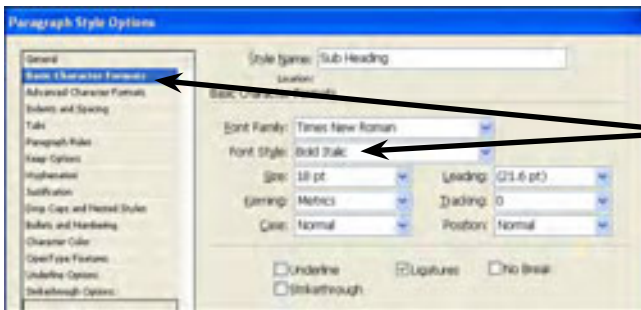 Paragraph Style Options
General
Basic Character Formats
Advanced Character Formats
Indents and Spacing
Tabs
Paragraph Rules
Keep Options
Hyphenation
Justification
Drop Caps and Nested Styles
Bullets and Numbering
Character Color
OpenType Features
Underline Options
Strikethrough Options
Style Name: Sub Heading
Location:
Basic Character Formats
Font Family: Times New Roman
Font Style: Bold Italic
Size: 18 pt Leading: (21.6 pt)
Kerning: Metrics Tracking: 0
Case: Normal Position: Normal
Underline Ligatures No Break
Strikethrough